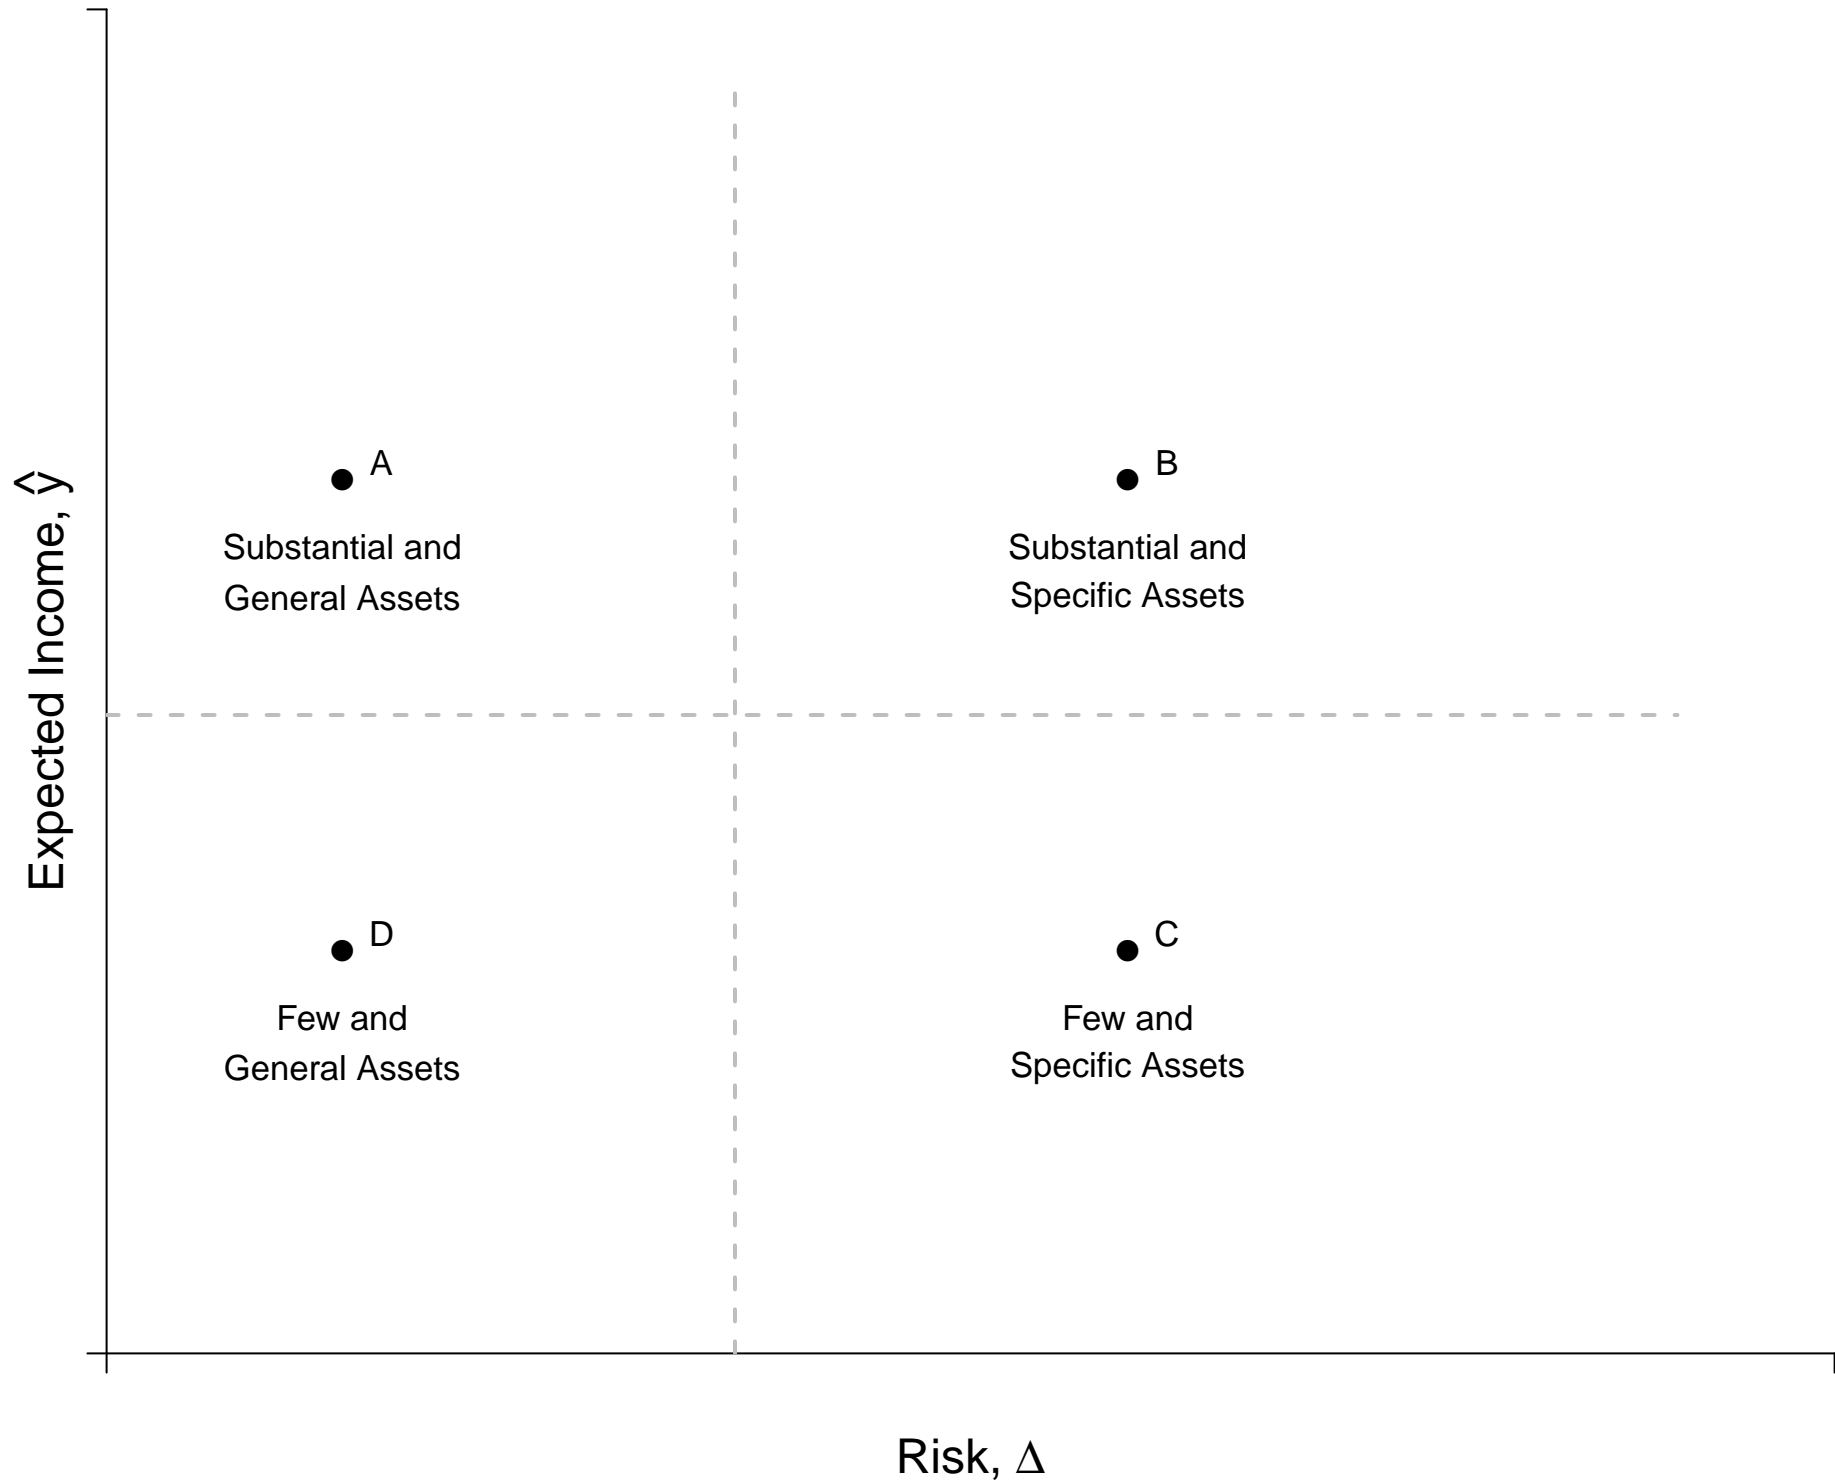 Expected Income, ŷ
A
B
Substantial and
General Assets
Substantial and
Specific Assets
D
C
Few and
General Assets
Few and
Specific Assets
Risk, Δ